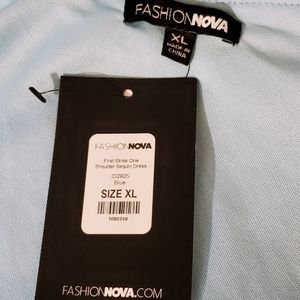 FASHIONNOVA
XL
MADE IN
CHINA
FASHIONNOVA
First Strike One
Shoulder Sequin Dress
ID2925
Blue
SIZE XL
1085249
FASHIONNOVA.COM